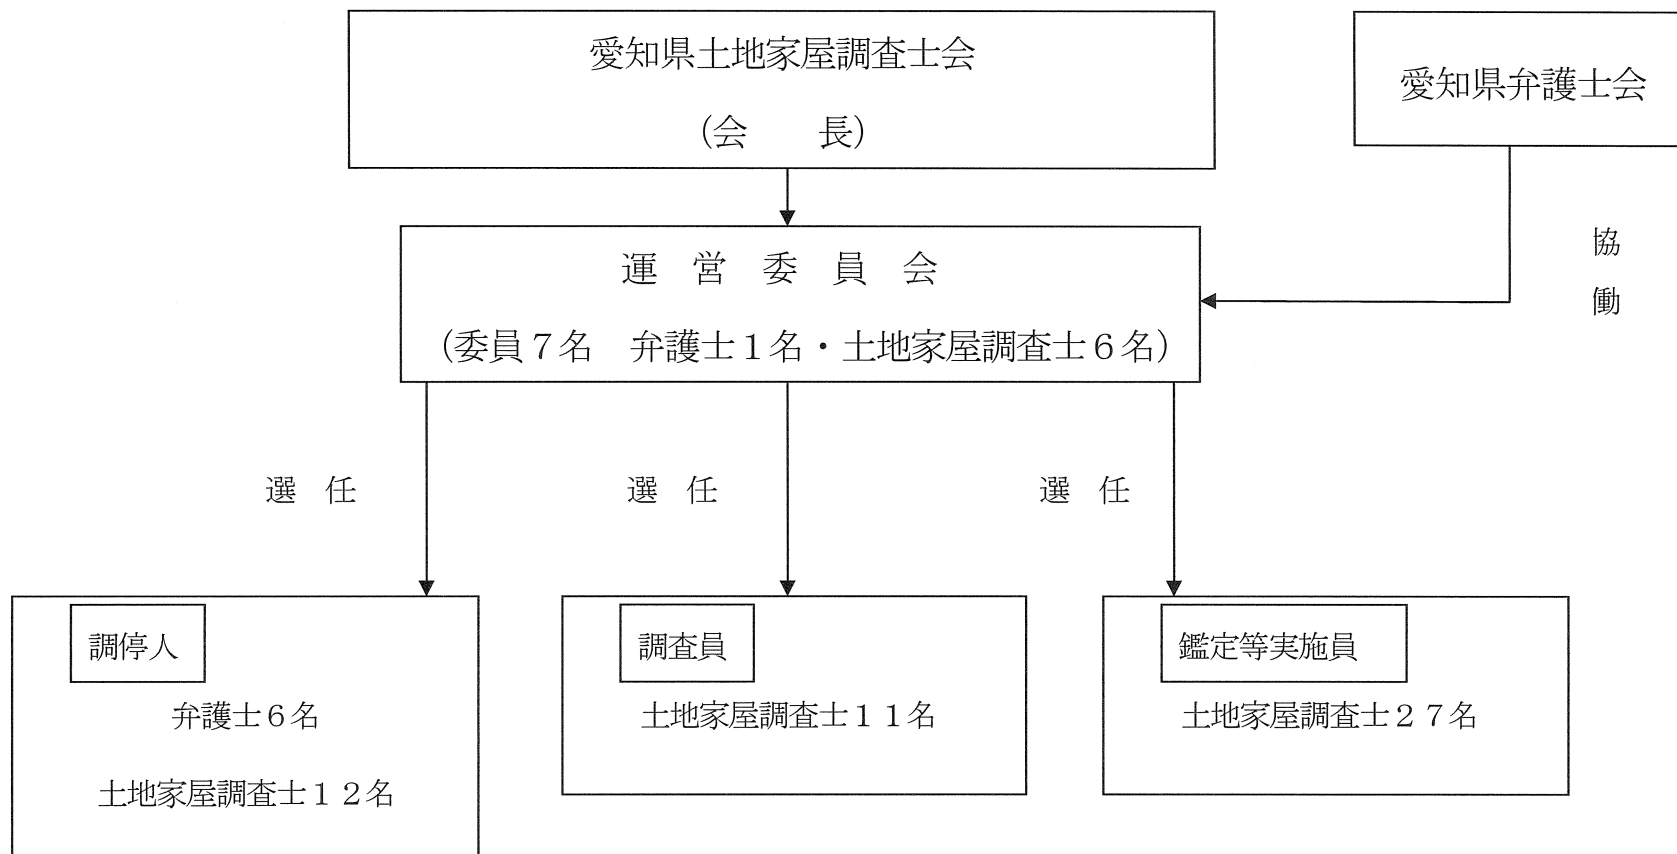 愛知県土地家屋調査士会
(会　　長)
愛知県弁護士会
協
働
運　営　委　員　会
(委員７名　弁護士１名・土地家屋調査士６名)
選　任
選　任
選　任
調停人
弁護士６名
土地家屋調査士１２名
調査員
土地家屋調査士１１名
鑑定等実施員
土地家屋調査士２７名